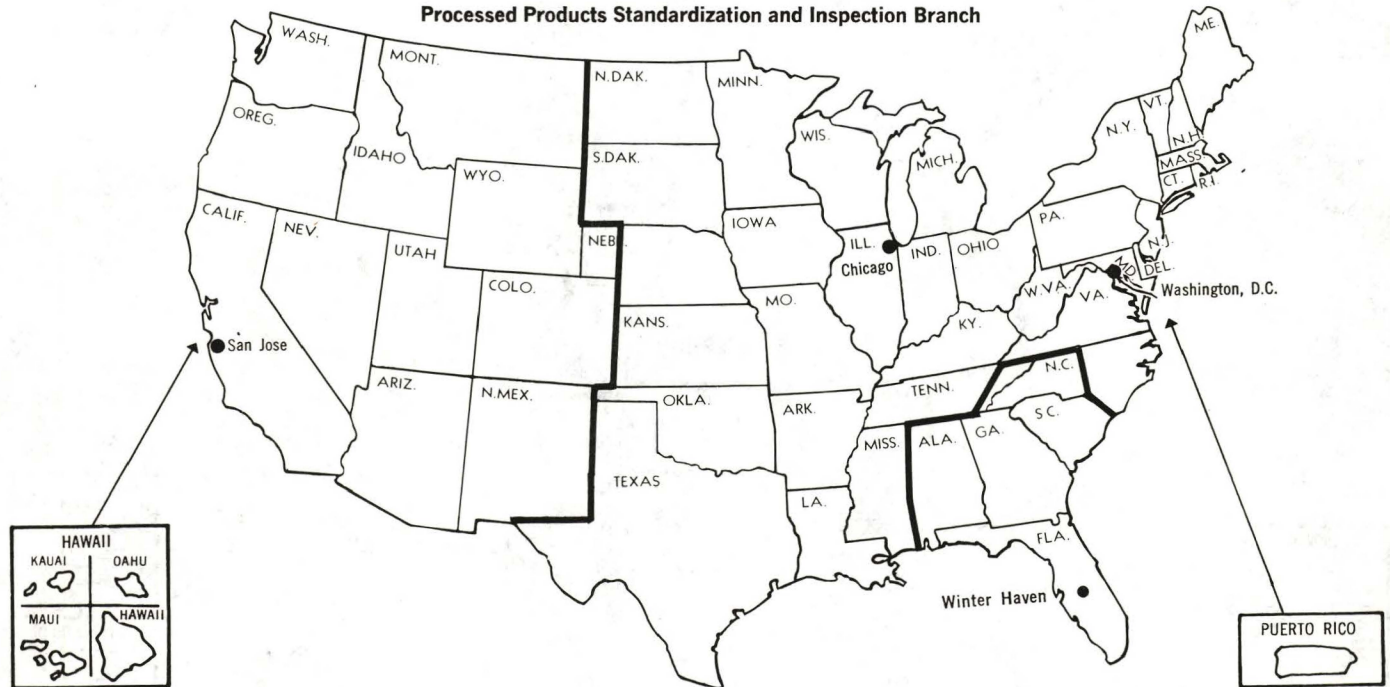 Processed Products Standardization and Inspection Branch
WASH.
MONT.
N.DAK.
MINN.
ME.
VT.
N.H.
N.Y.
MASS.
CT.
R.I.
OREG.
IDAHO
S.DAK.
WIS.
MICH.
WYO.
CALIF.
NEV.
UTAH
NEB.
IOWA
ILL.
Chicago
IND.
OHIO
PA.
N.J.
DEL.
MD.
Washington, D.C.
COLO.
KANS.
MO.
W.VA.
VA.
KY.
San Jose
ARIZ.
N.MEX.
OKLA.
ARK.
TENN.
N.C.
S.C.
TEXAS
LA.
MISS.
ALA.
GA.
FLA.
Winter Haven
HAWAII
KAUAI
OAHU
MAUI
HAWAII
PUERTO RICO